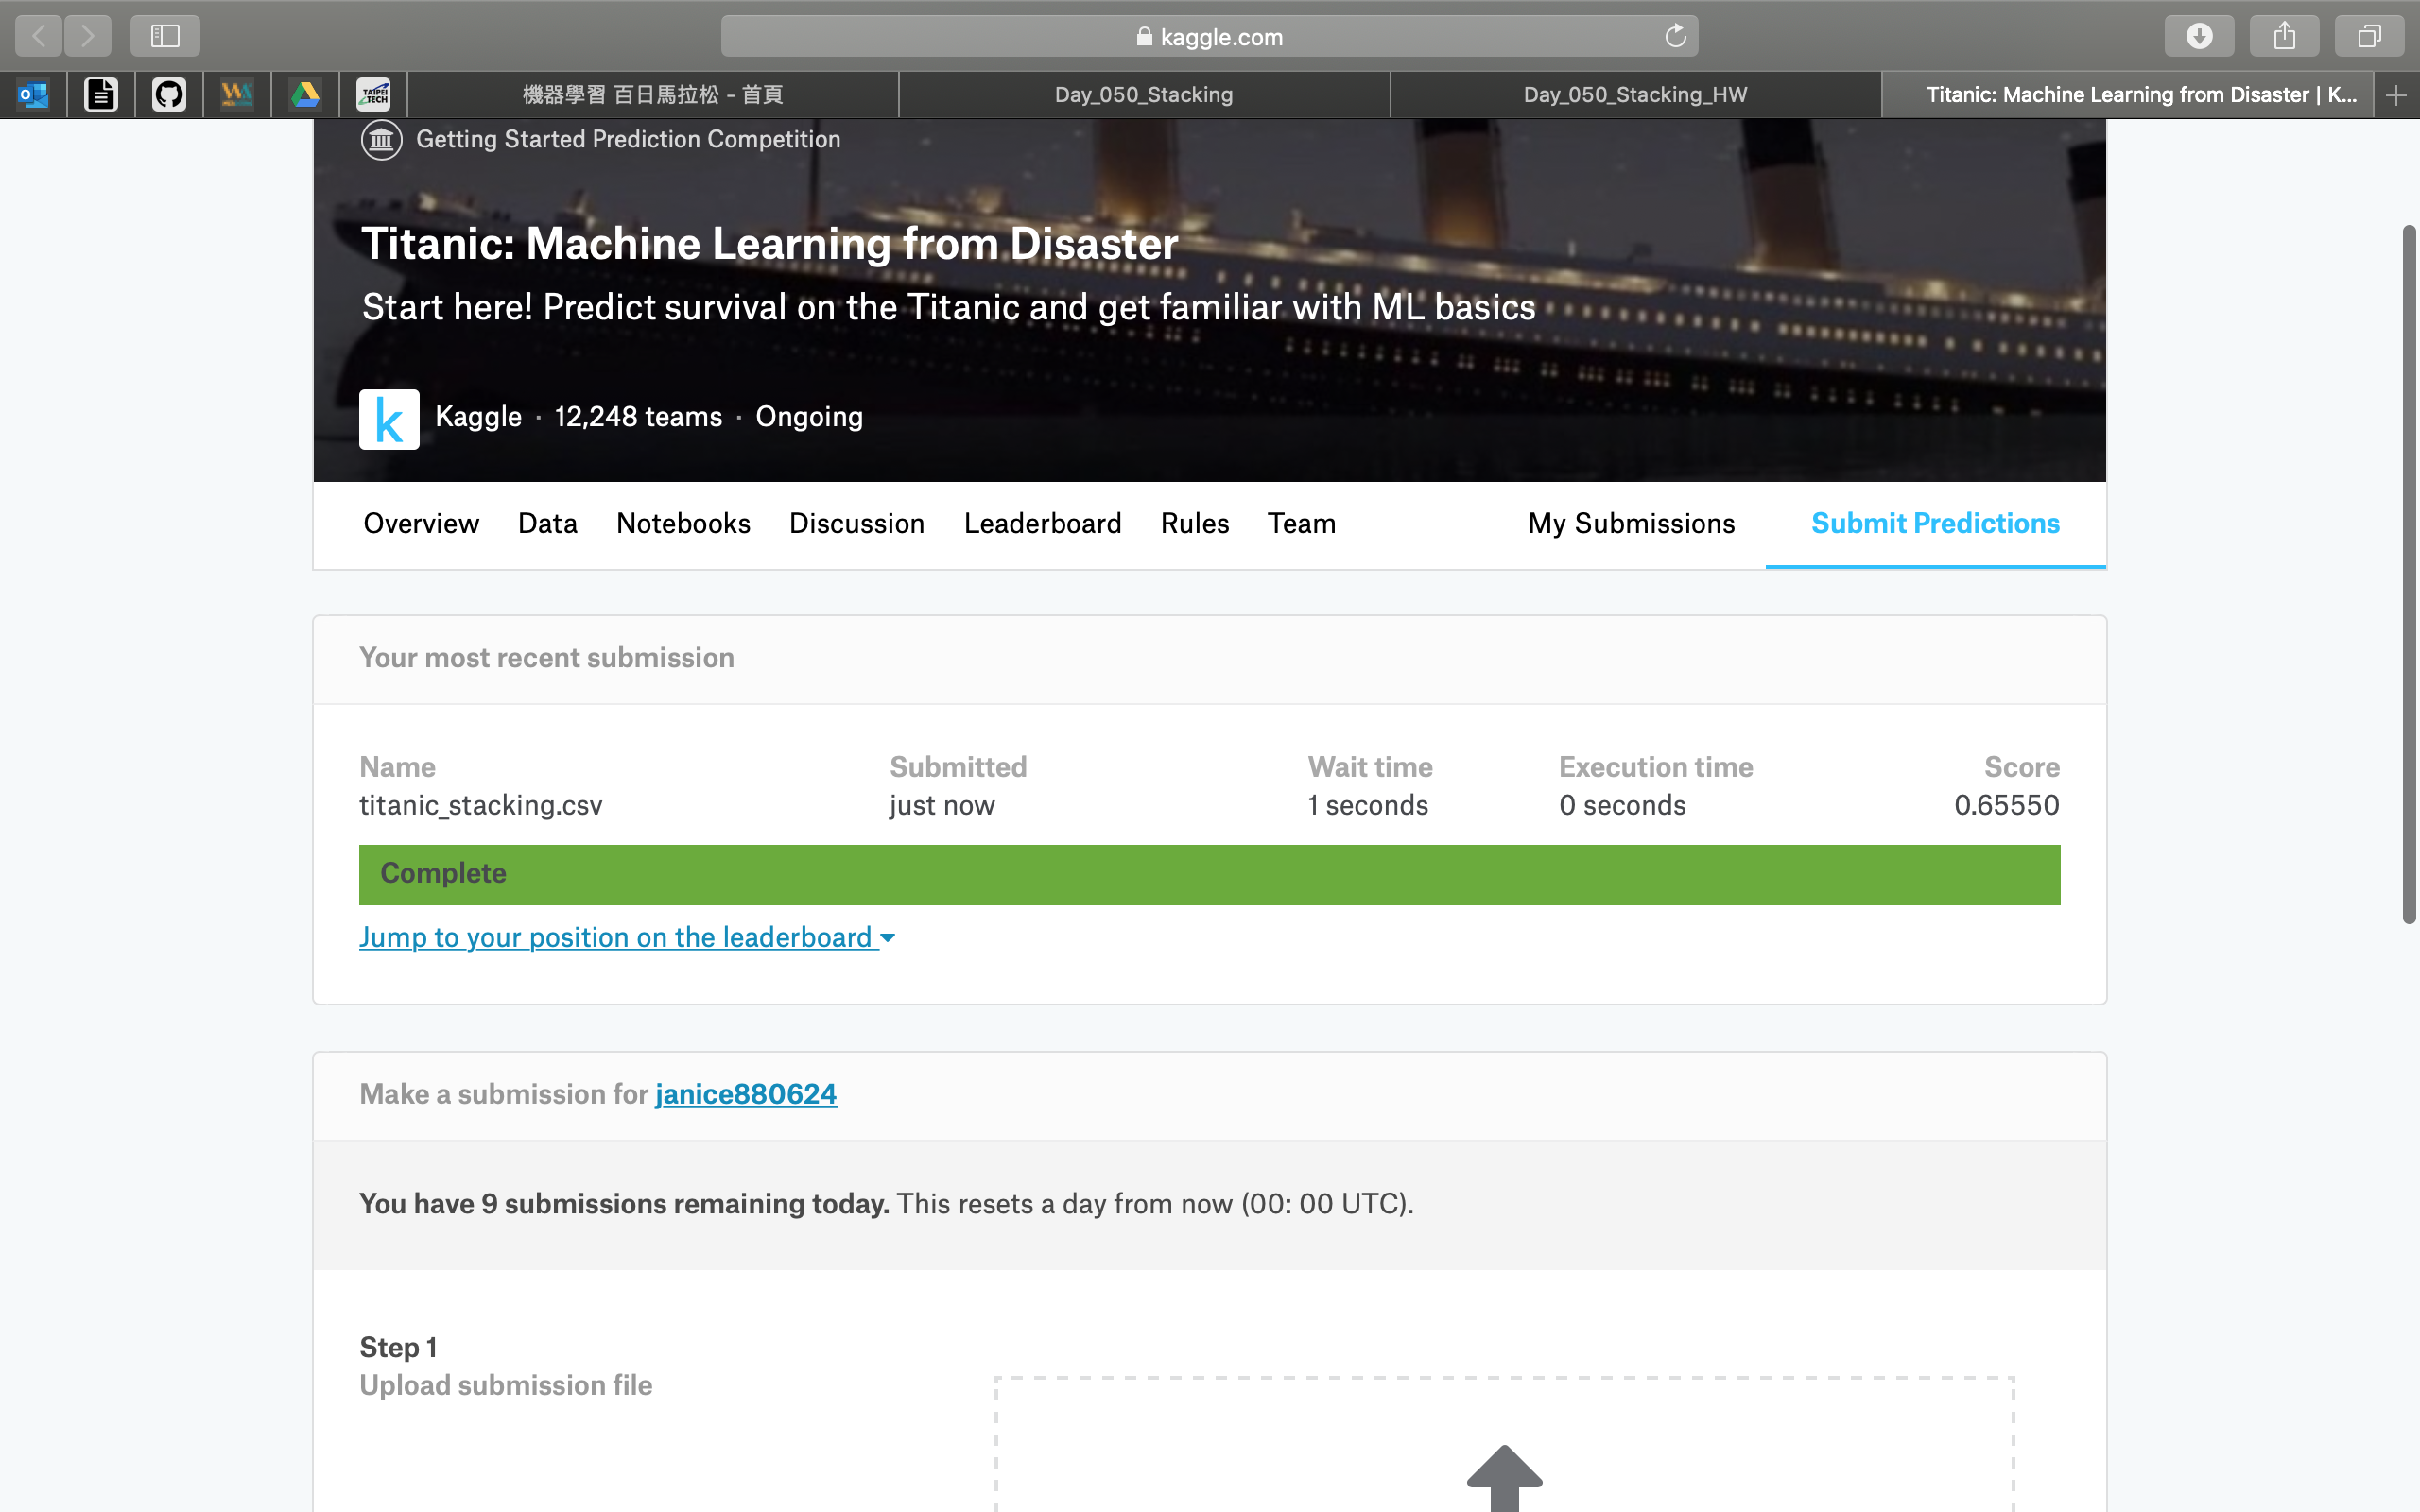 kaggle.com
機器學習 百日馬拉松 - 首頁
Day_050_Stacking
Day_050_Stacking_HW
Titanic: Machine Learning from Disaster | K...
TAIPEI TECH
Getting Started Prediction Competition
Titanic: Machine Learning from Disaster
Start here! Predict survival on the Titanic and get familiar with ML basics
k
Kaggle · 12,248 teams · Ongoing
Overview Data Notebooks Discussion Leaderboard Rules Team My Submissions Submit Predictions
Your most recent submission
Name Submitted Wait time Execution time Score
titanic_stacking.csv just now 1 seconds 0 seconds 0.65550
Complete
Jump to your position on the leaderboard
Make a submission for janice880624
You have 9 submissions remaining today. This resets a day from now (00: 00 UTC).
Step 1
Upload submission file